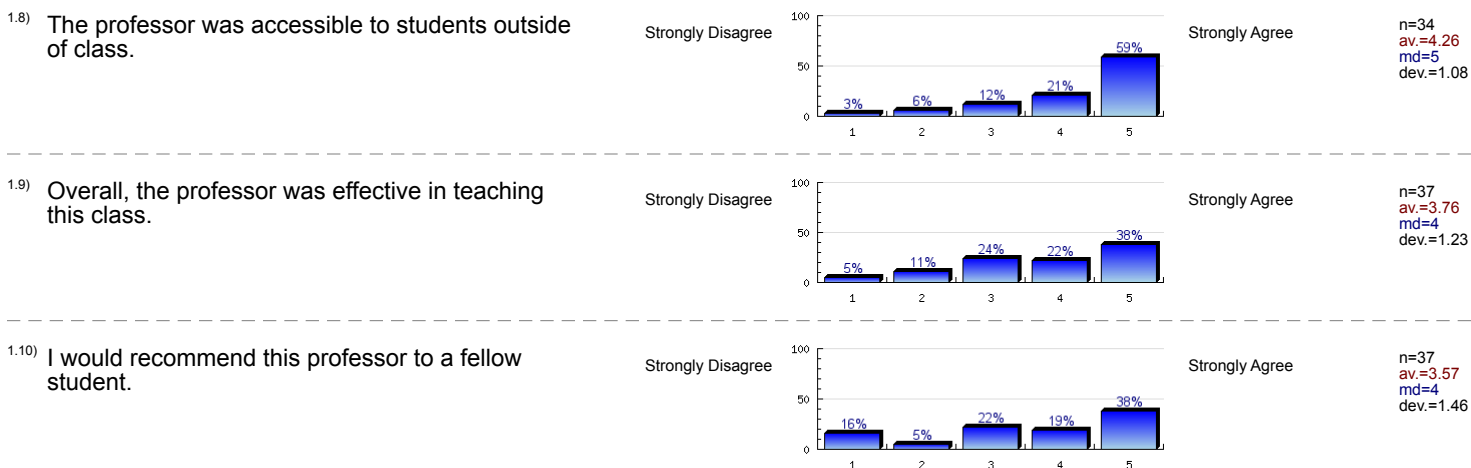 1.8) The professor was accessible to students outside
of class.
Strongly Disagree
100
50
0
3%
6%
12%
21%
59%
1 2 3 4 5
Strongly Agree
n=34
av.=4.26
md=5
dev.=1.08
1.9) Overall, the professor was effective in teaching
this class.
Strongly Disagree
100
50
0
5%
11%
24%
22%
38%
1 2 3 4 5
Strongly Agree
n=37
av.=3.76
md=4
dev.=1.23
1.10) I would recommend this professor to a fellow
student.
Strongly Disagree
100
50
0
16%
5%
22%
19%
38%
1 2 3 4 5
Strongly Agree
n=37
av.=3.57
md=4
dev.=1.46